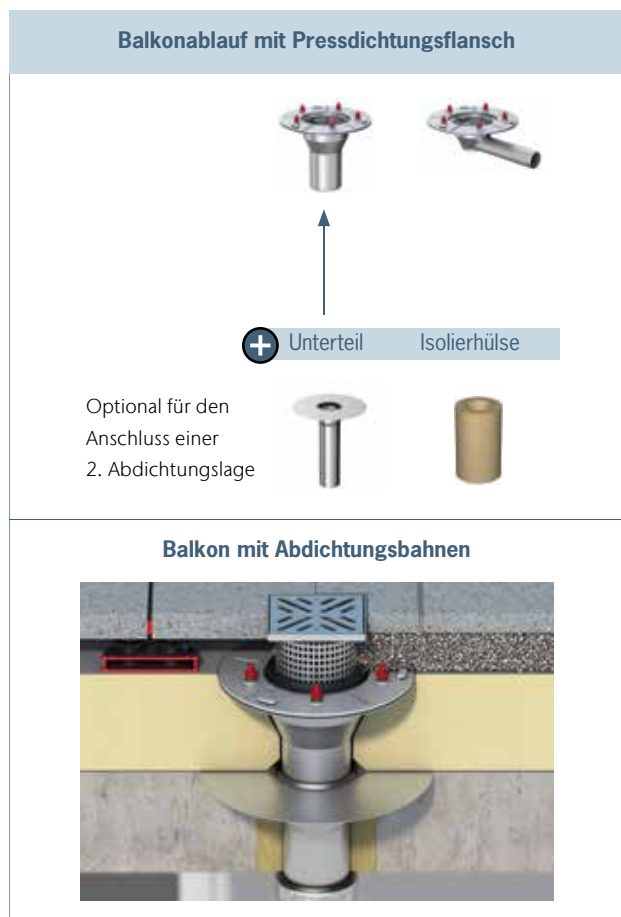 Balkonablauf mit Pressdichtungsflansch
Unterteil Isolierhülse
Optional für den
Anschluss einer
2. Abdichtungslage
Balkon mit Abdichtungsbahnen